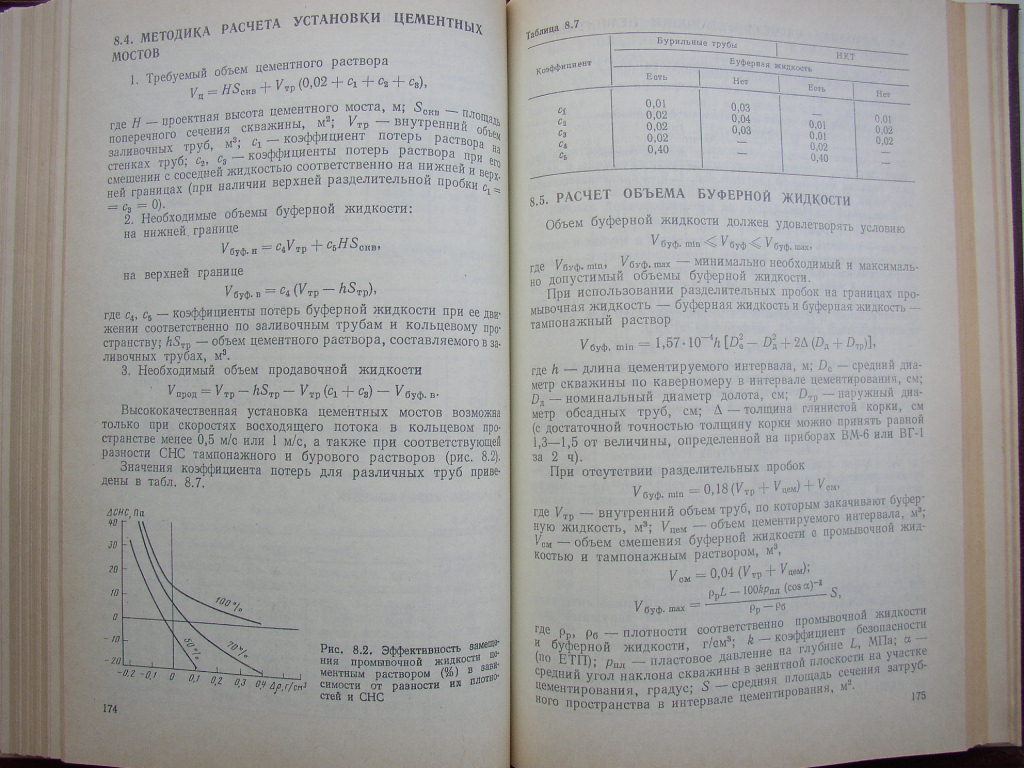 8.4. МЕТОДИКА РАСЧЕТА УСТАНОВКИ ЦЕМЕНТНЫХ
МОСТОВ
1. Требуемый объем цементного раствора
Vц = HSскв + Vтр (0,02 + c₁ + c₂ + c₃),
где H — проектная высота цементного моста, м; Sскв — площадь
поперечного сечения скважины, м²; Vтр — внутренний объем
заливочных труб, м³; c₁ — коэффициент потерь раствора на
стенках труб; c₂, c₃ — коэффициенты потерь раствора при его
смешении с соседней жидкостью соответственно на нижней и верх-
ней границах (при наличии верхней разделительной пробки c₁ =
= c₃ = 0).
2. Необходимые объемы буферной жидкости:
на нижней границе
Vбуф. н = c₄Vтр + c₅HSскв,
на верхней границе
Vбуф. в = c₄ (Vтр — hSтр),
где c₄, c₅ — коэффициенты потерь буферной жидкости при ее дви-
жении соответственно по заливочным трубам и кольцевому про-
странству; hSтр — объем цементного раствора, составляемого в за-
ливочных трубах, м³.
3. Необходимый объем продавочной жидкости
Vпрод = Vтр — hSтр — Vтр (c₁ + c₃) — Vбуф. в.
Высококачественная установка цементных мостов возможна
только при скоростях восходящего потока в кольцевом про-
странстве менее 0,5 м/с или 1 м/с, а также при соответствующей
разности СНС тампонажного и бурового растворов (рис. 8.2).
Значения коэффициента потерь для различных труб приве-
дены в табл. 8.7.
ΔСНС, Па
40
30
20
10
0
-10
-20
100%
70%
50%
-0,2 -0,1 0 0,1 0,2 0,3 0,4 Δρ, г/см³
Рис. 8.2. Эффективность замеще-
ния промывочной жидкости це-
ментным раствором (%) в зави-
симости от разности их плотно-
стей и СНС
174
Таблица 8.7
Коэффициент Бурильные трубы НКТ
Буферная жидкость
Есть Нет Есть Нет
c₁ 0,01 0,03 — 0,01
c₂ 0,02 0,04 0,01 0,02
c₃ 0,02 0,03 0,01 0,02
c₄ 0,02 — 0,02 —
c₅ 0,40 — 0,40 —
8.5. РАСЧЕТ ОБЪЕМА БУФЕРНОЙ ЖИДКОСТИ
Объем буферной жидкости должен удовлетворять условию
Vбуф. min ⩽ Vбуф ⩽ Vбуф. max,
где Vбуф. min, Vбуф. max — минимально необходимый и максималь-
но допустимый объемы буферной жидкости.
При использовании разделительных пробок на границах про-
мывочная жидкость — буферная жидкость и буферная жидкость —
тампонажный раствор
Vбуф. min = 1,57·10⁻⁴h [D²с — D²д + 2Δ (Dд + Dтр)],
где h — длина цементируемого интервала, м; Dс — средний диа-
метр скважины по каверномеру в интервале цементирования, см;
Dд — номинальный диаметр долота, см; Dтр — наружный диа-
метр обсадных труб, см; Δ — толщина глинистой корки, см
(с достаточной точностью толщину корки можно принять равной
1,3—1,5 от величины, определенной на приборах ВМ-6 или ВГ-1
за 2 ч).
При отсутствии разделительных пробок
Vбуф. min = 0,18 (Vтр + Vцем) + Vсм,
где Vтр — внутренний объем труб, по которым закачивают буфер-
ную жидкость, м³; Vцем — объем цементируемого интервала, м³;
Vсм — объем смешения буферной жидкости с промывочной жид-
костью и тампонажным раствором, м³,
Vсм = 0,04 (Vтр + Vцем);
Vбуф. max = (ρрL — 100kρпл (cos α)⁻²) / (ρр — ρб) S,
где ρр, ρб — плотности соответственно промывочной жидкости
и буферной жидкости, г/см³; k — коэффициент безопасности
(по ЕТП); ρпл — пластовое давление на глубине L, МПа; α —
средний угол наклона скважины в зенитной плоскости на участке
цементирования, градус; S — средняя площадь сечения затруб-
ного пространства в интервале цементирования, м².
175